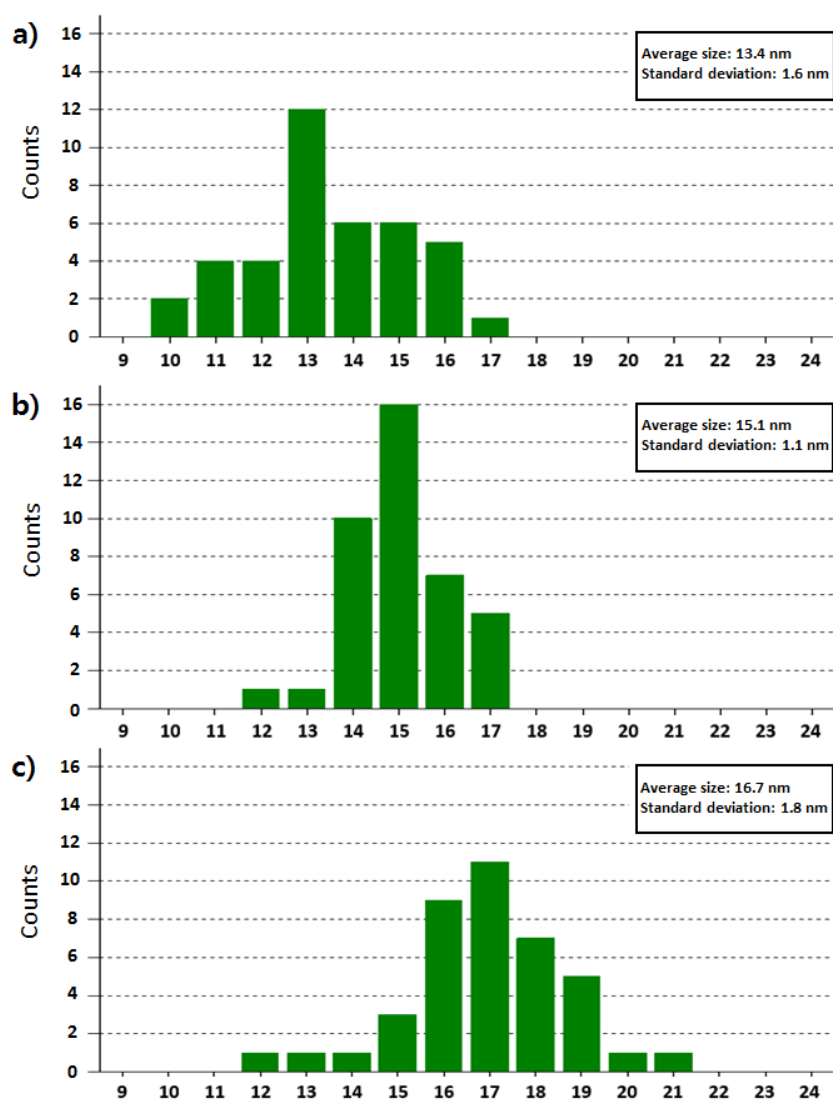 a)
Average size: 13.4 nm
Standard deviation: 1.6 nm
Counts
16
14
12
10
8
6
4
2
0
9 10 11 12 13 14 15 16 17 18 19 20 21 22 23 24
b)
Average size: 15.1 nm
Standard deviation: 1.1 nm
Counts
16
14
12
10
8
6
4
2
0
9 10 11 12 13 14 15 16 17 18 19 20 21 22 23 24
c)
Average size: 16.7 nm
Standard deviation: 1.8 nm
Counts
16
14
12
10
8
6
4
2
0
9 10 11 12 13 14 15 16 17 18 19 20 21 22 23 24